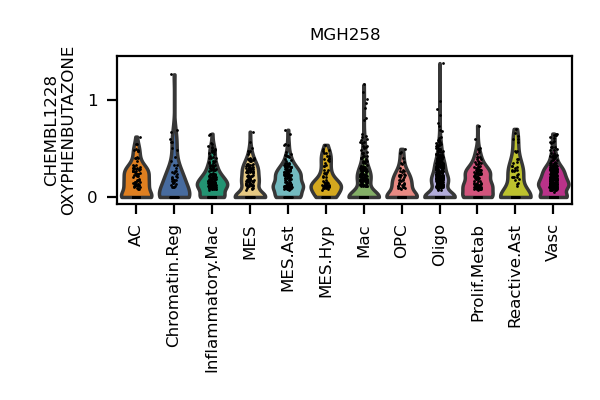 MGH258
CHEMBL1228
OXYPHENBUTAZONE
1
0
AC
Chromatin.Reg
Inflammatory.Mac
MES
MES.Ast
MES.Hyp
Mac
OPC
Oligo
Prolif.Metab
Reactive.Ast
Vasc